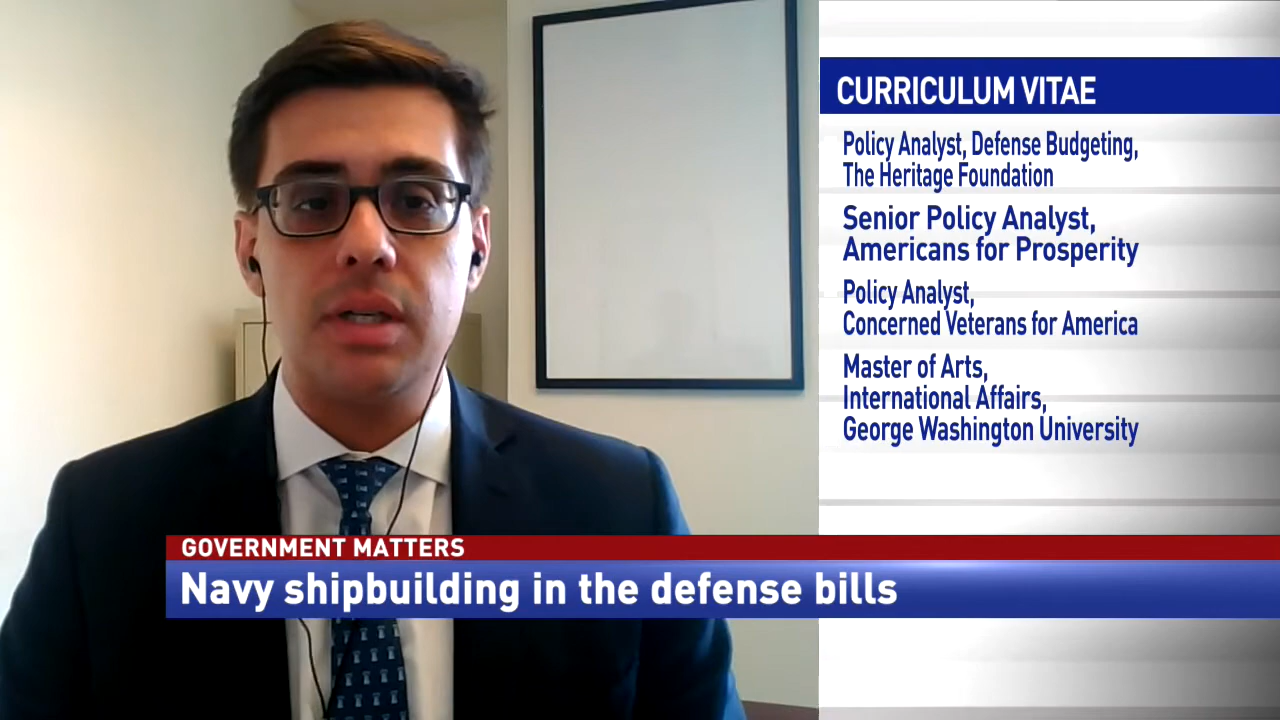 CURRICULUM VITAE
Policy Analyst, Defense Budgeting,
The Heritage Foundation
Senior Policy Analyst,
Americans for Prosperity
Policy Analyst,
Concerned Veterans for America
Master of Arts,
International Affairs,
George Washington University
GOVERNMENT MATTERS
Navy shipbuilding in the defense bills